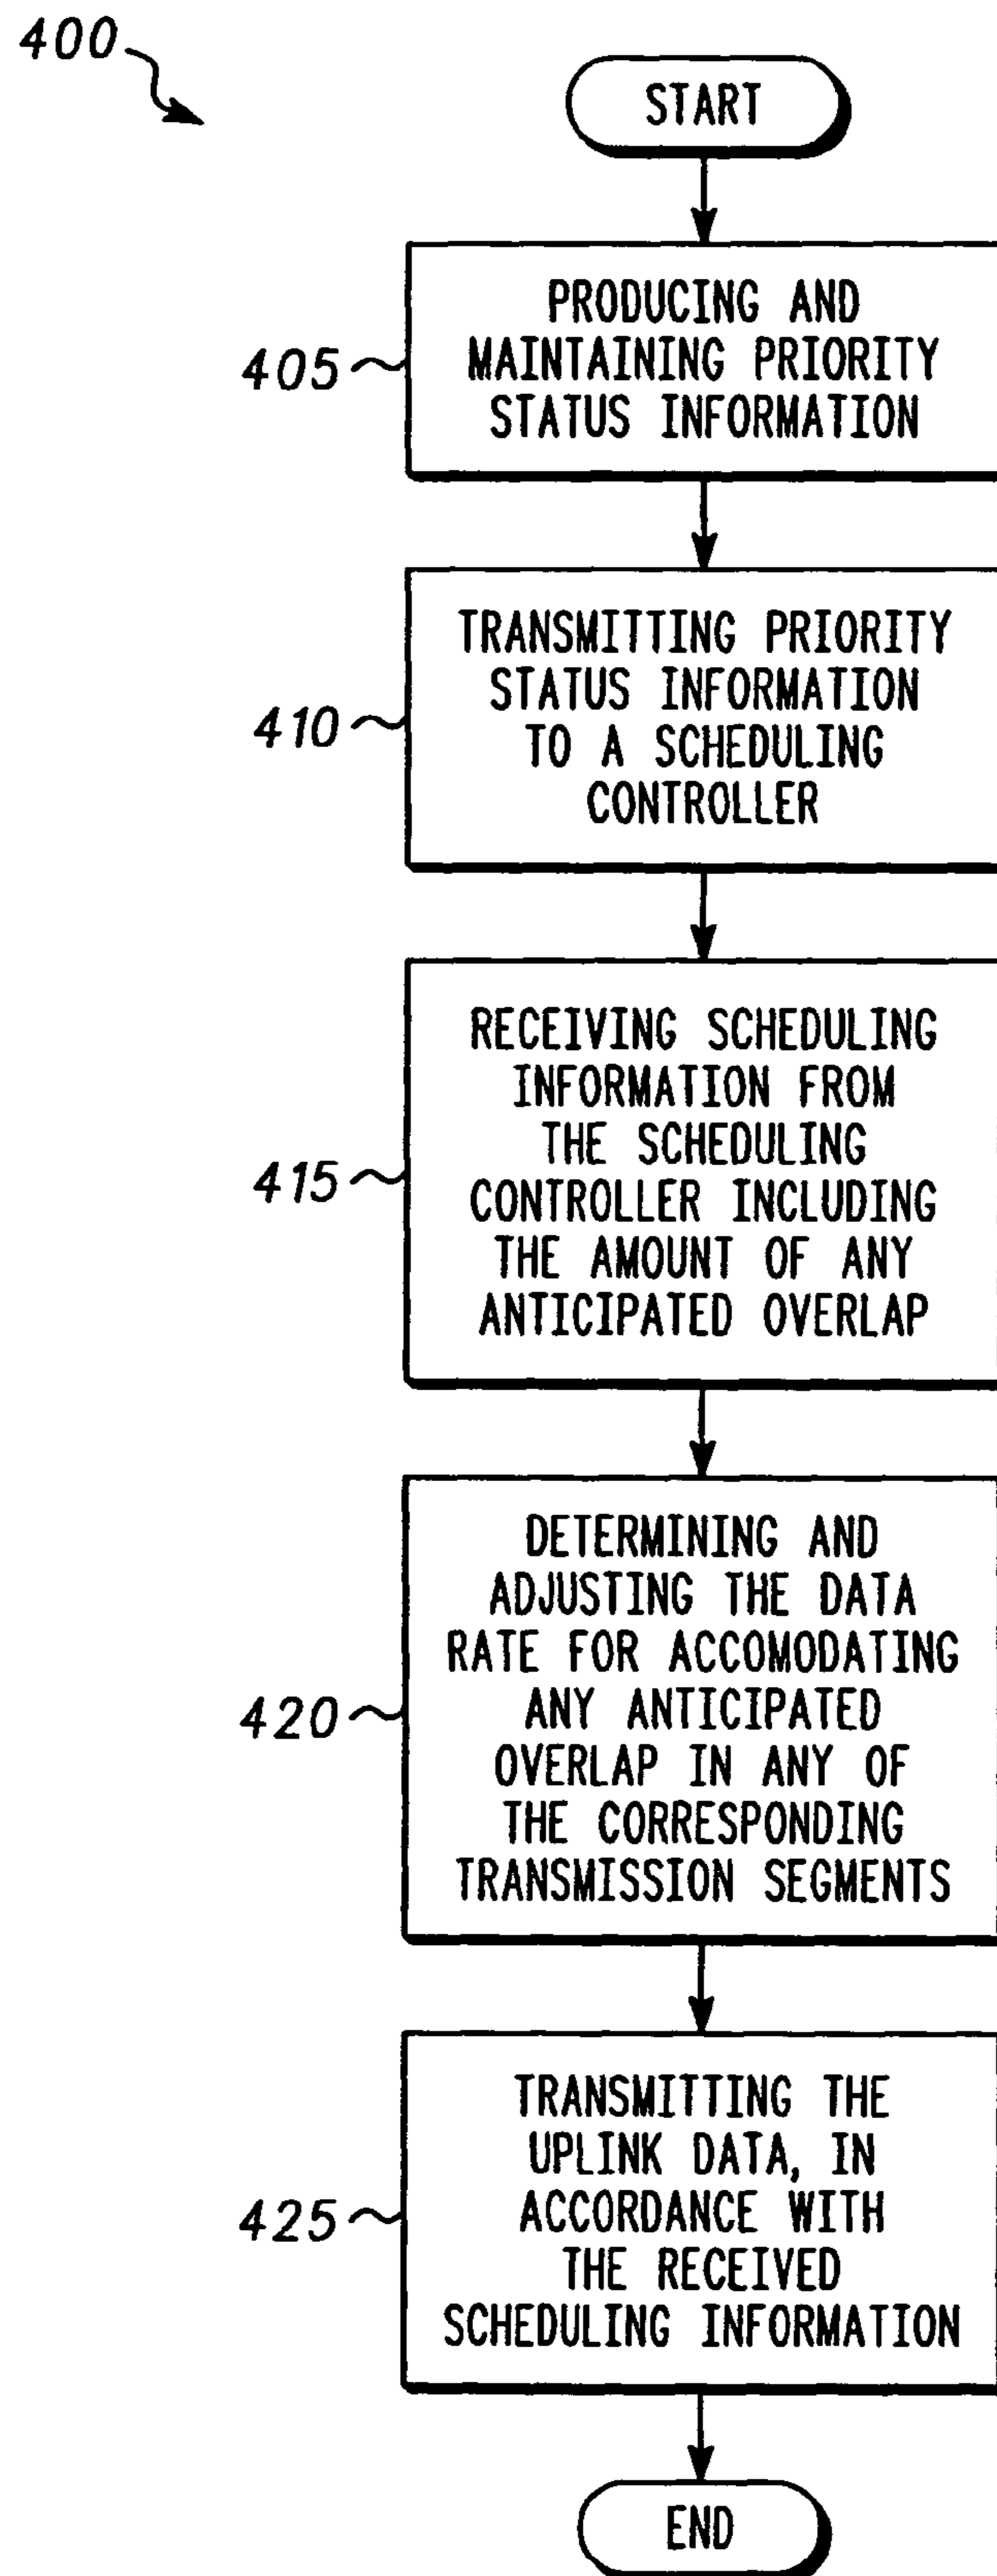 400
START
405
PRODUCING AND
MAINTAINING PRIORITY
STATUS INFORMATION
410
TRANSMITTING PRIORITY
STATUS INFORMATION
TO A SCHEDULING
CONTROLLER
415
RECEIVING SCHEDULING
INFORMATION FROM
THE SCHEDULING
CONTROLLER INCLUDING
THE AMOUNT OF ANY
ANTICIPATED OVERLAP
420
DETERMINING AND
ADJUSTING THE DATA
RATE FOR ACCOMODATING
ANY ANTICIPATED
OVERLAP IN ANY OF
THE CORRESPONDING
TRANSMISSION SEGMENTS
425
TRANSMITTING THE
UPLINK DATA, IN
ACCORDANCE WITH
THE RECEIVED
SCHEDULING INFORMATION
END